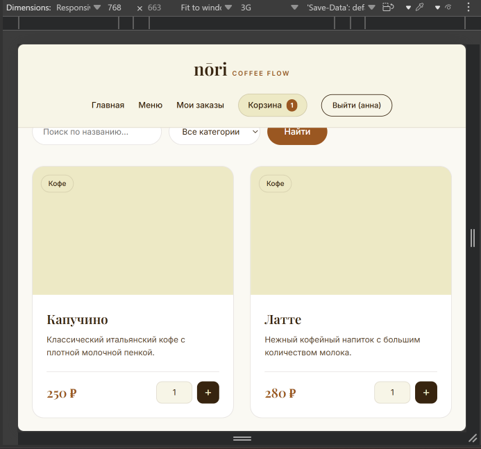 Dimensions: Responsi 768 × 663 Fit to wind 3G 'Save-Data': def
nōri COFFEE FLOW
Главная Меню Мои заказы Корзина 1 Выйти (анна)
Поиск по названию... Все категории Найти
Кофе Кофе
Капучино
Классический итальянский кофе с
плотной молочной пенкой.
250 ₽ 1 +
Латте
Нежный кофейный напиток с большим
количеством молока.
280 ₽ 1 +